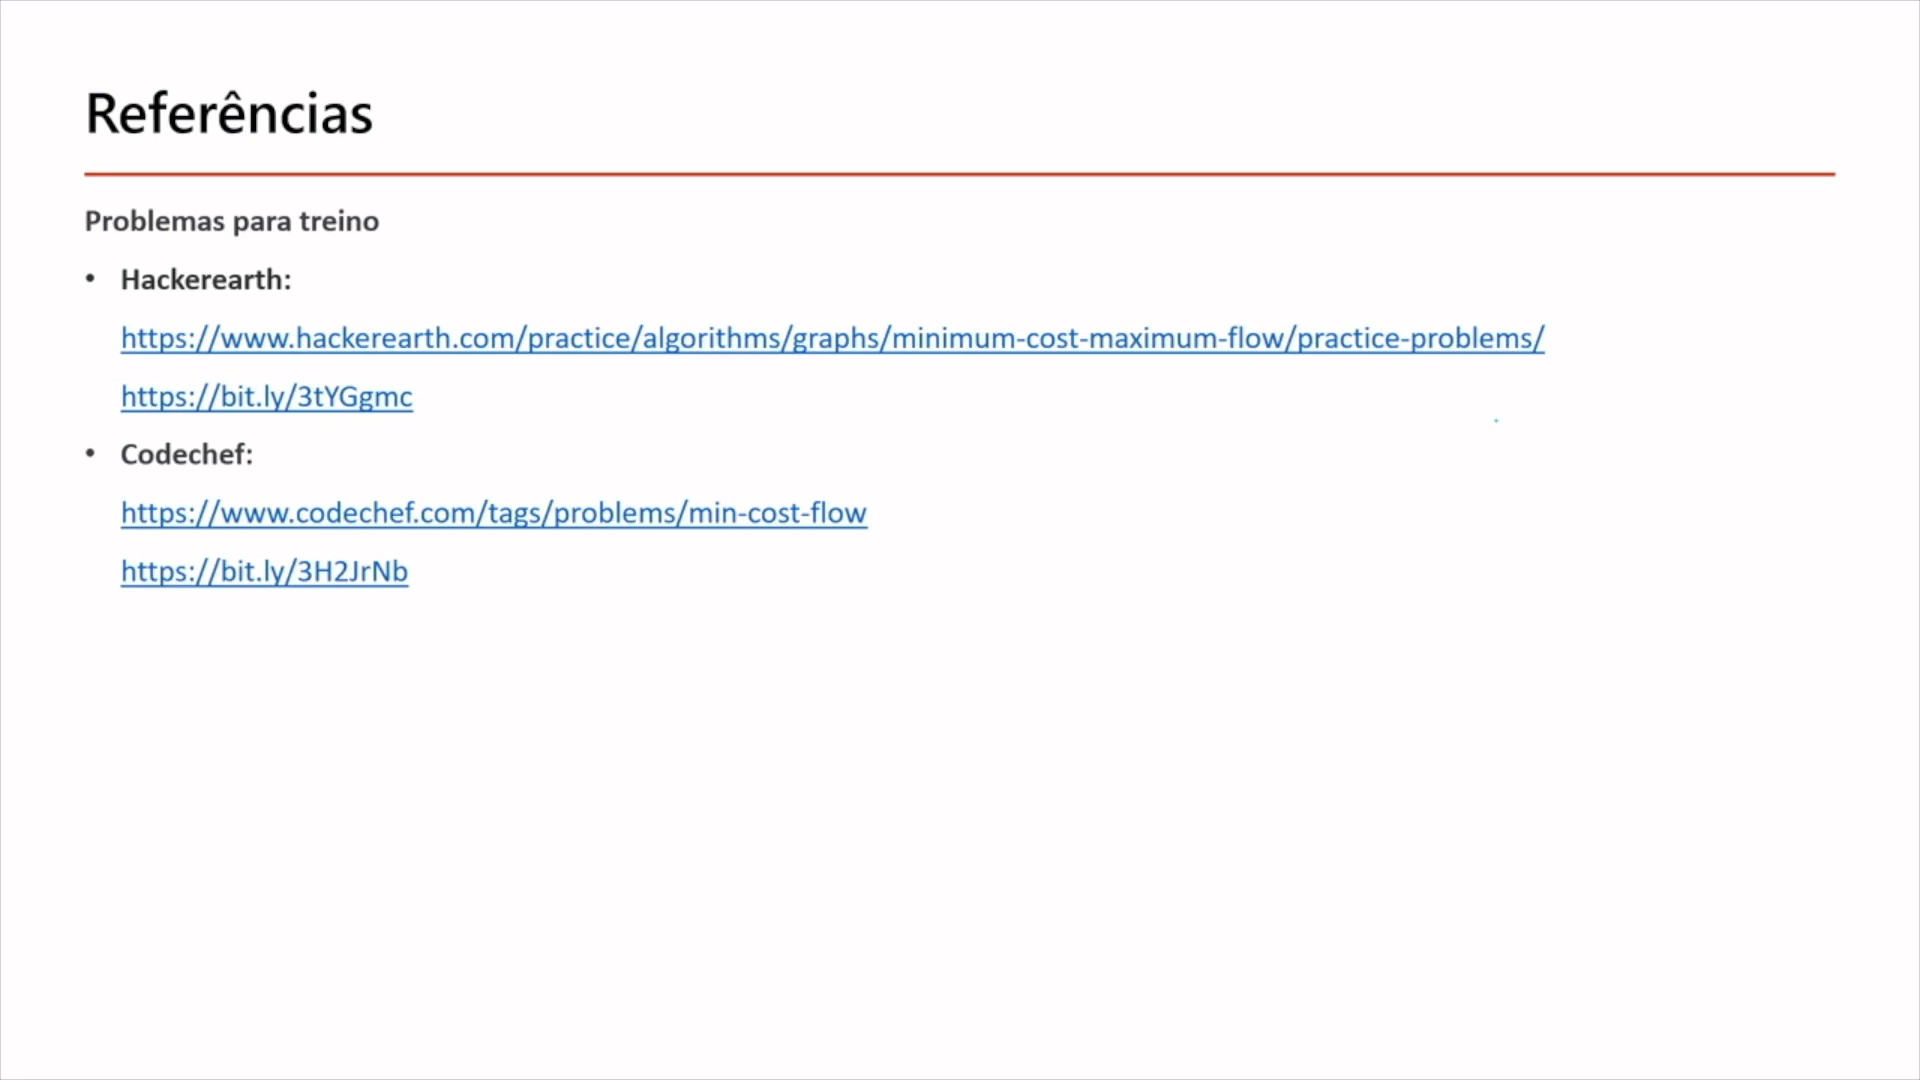 Referências
Problemas para treino
• Hackerearth:
https://www.hackerearth.com/practice/algorithms/graphs/minimum-cost-maximum-flow/practice-problems/
https://bit.ly/3tYGgmc
• Codechef:
https://www.codechef.com/tags/problems/min-cost-flow
https://bit.ly/3H2JrNb